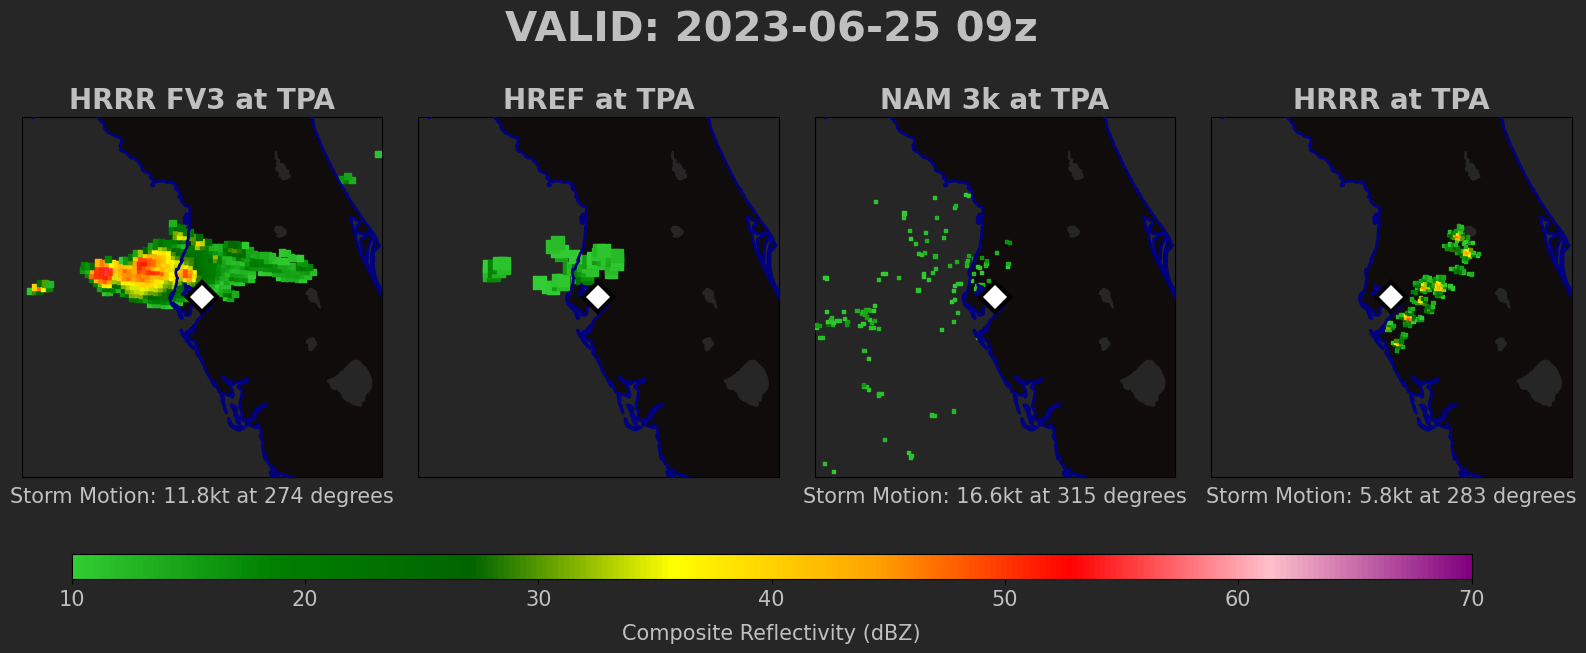 VALID: 2023-06-25 09z
HRRR FV3 at TPA
HREF at TPA
NAM 3k at TPA
HRRR at TPA
Storm Motion: 11.8kt at 274 degrees
Storm Motion: 16.6kt at 315 degrees
Storm Motion: 5.8kt at 283 degrees
10 20 30 40 50 60 70
Composite Reflectivity (dBZ)